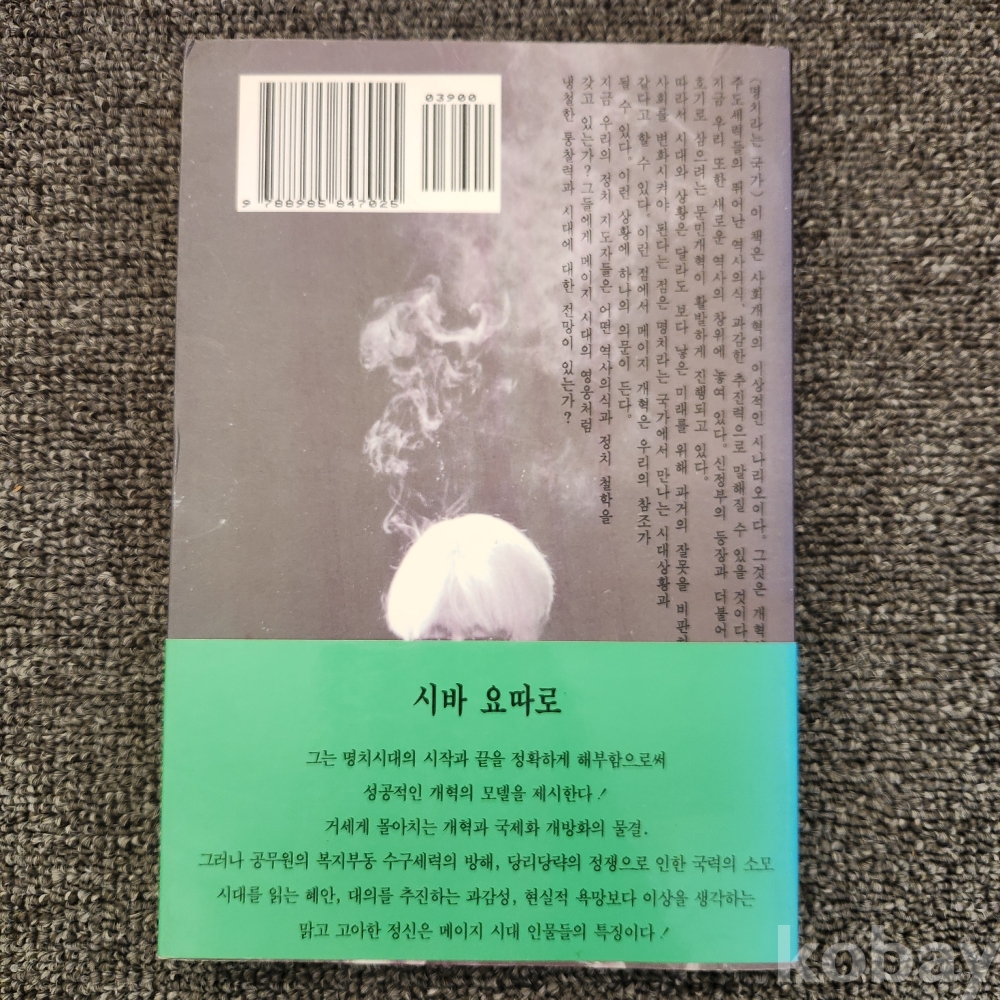 03900
9 788985 847025
〈명치라는 국가〉 이 책은 사회개혁의 이상적인 시나리오이다. 그것은 개혁
주도세력들의 뛰어난 역사의식, 과감한 추진력으로 말해질 수 있을 것이다.
지금 우리 또한 새로운 역사의 창위에 놓여 있다. 신정부의 등장과 더불어
호기로 삼으려는 문민개혁이 활발하게 진행되고 있다.
따라서 시대와 상황은 달라도 보다 낳은 미래를 위해 과거의 잘못을 비판
사회를 변화시켜야 된다는 점은 명치라는 국가에서 만나는 시대상황과
같다고 할 수 있다. 이런 점에서 메이지 개혁은 우리의 참조가
될 수 있다. 이런 상황에 하나의 의문이 든다.
지금 우리의 정치 지도자들은 어떤 역사의식과 정치 철학을
갖고 있는가? 그들에게 메이지 시대의 영웅처럼
냉철한 통찰력과 시대에 대한 전망이 있는가?
시바 요따로
그는 명치시대의 시작과 끝을 정확하게 해부함으로써
성공적인 개혁의 모델을 제시한다!
거세게 몰아치는 개혁과 국제화 개방화의 물결.
그러나 공무원의 복지부동 수구세력의 방해, 당리당략의 정쟁으로 인한 국력의 소모
시대를 읽는 혜안, 대의를 추진하는 과감성, 현실적 욕망보다 이상을 생각하는
맑고 고아한 정신은 메이지 시대 인물들의 특징이다!
kobay